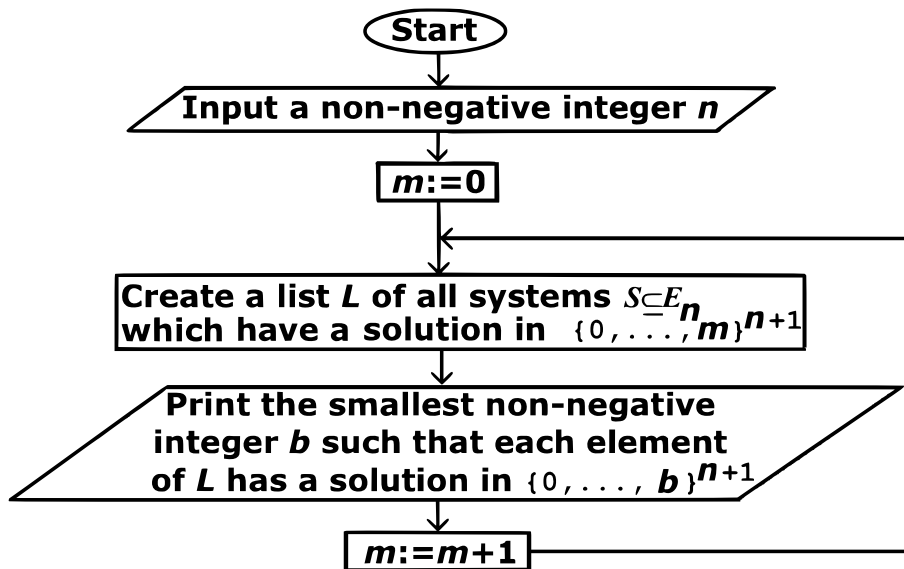 Start
Input a non-negative integer n
m:=0
Create a list L of all systems S⊆Eₙ
which have a solution in {0,...,m}ⁿ⁺¹
Print the smallest non-negative
integer b such that each element
of L has a solution in {0,..., b}ⁿ⁺¹
m:=m+1